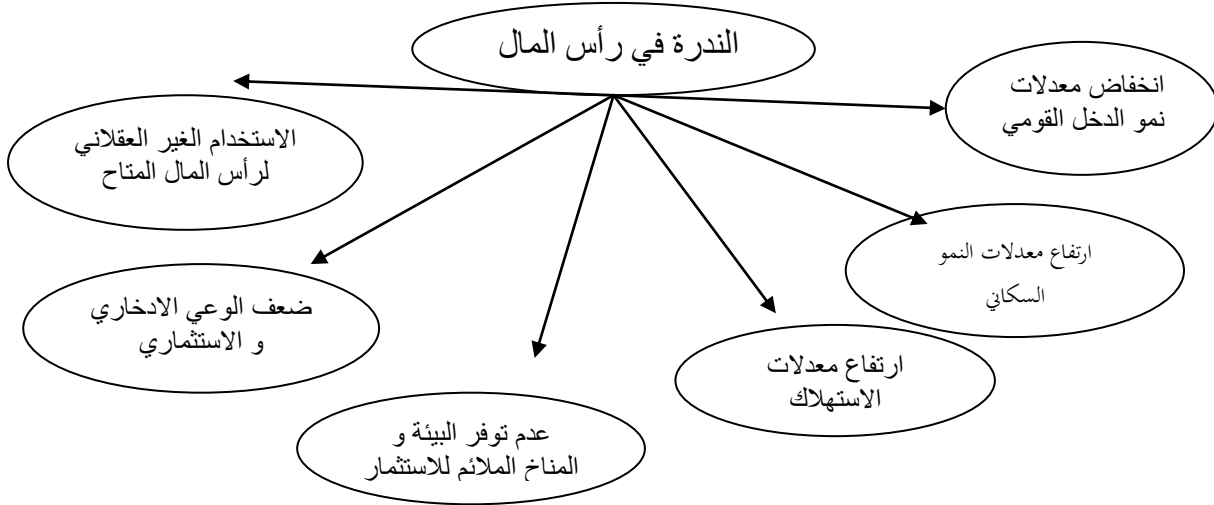 الندرة في رأس المال
انخفاض معدلات
نمو الدخل القومي
ارتفاع معدلات النمو
السكاني
ارتفاع معدلات
الاستهلاك
عدم توفر البيئة و
المناخ الملائم للاستثمار
ضعف الوعي الادخاري
و الاستثماري
الاستخدام الغير العقلاني
لرأس المال المتاح